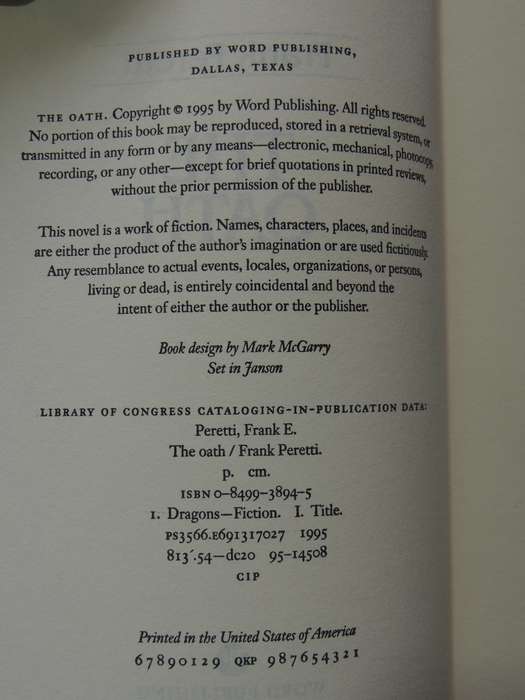 PUBLISHED BY WORD PUBLISHING,
DALLAS, TEXAS
THE OATH. Copyright © 1995 by Word Publishing. All rights reserved.
No portion of this book may be reproduced, stored in a retrieval system, or
transmitted in any form or by any means—electronic, mechanical, photocopy,
recording, or any other—except for brief quotations in printed reviews,
without the prior permission of the publisher.
This novel is a work of fiction. Names, characters, places, and incidents
are either the product of the author's imagination or are used fictitiously.
Any resemblance to actual events, locales, organizations, or persons,
living or dead, is entirely coincidental and beyond the
intent of either the author or the publisher.
Book design by Mark McGarry
Set in Janson
LIBRARY OF CONGRESS CATALOGING-IN-PUBLICATION DATA:
Peretti, Frank E.
The oath / Frank Peretti.
p. cm.
ISBN 0-8499-3894-5
1. Dragons—Fiction. I. Title.
PS3566.E691317027 1995
813´.54—dc20 95-14508
CIP
Printed in the United States of America
67890129 QKP 987654321